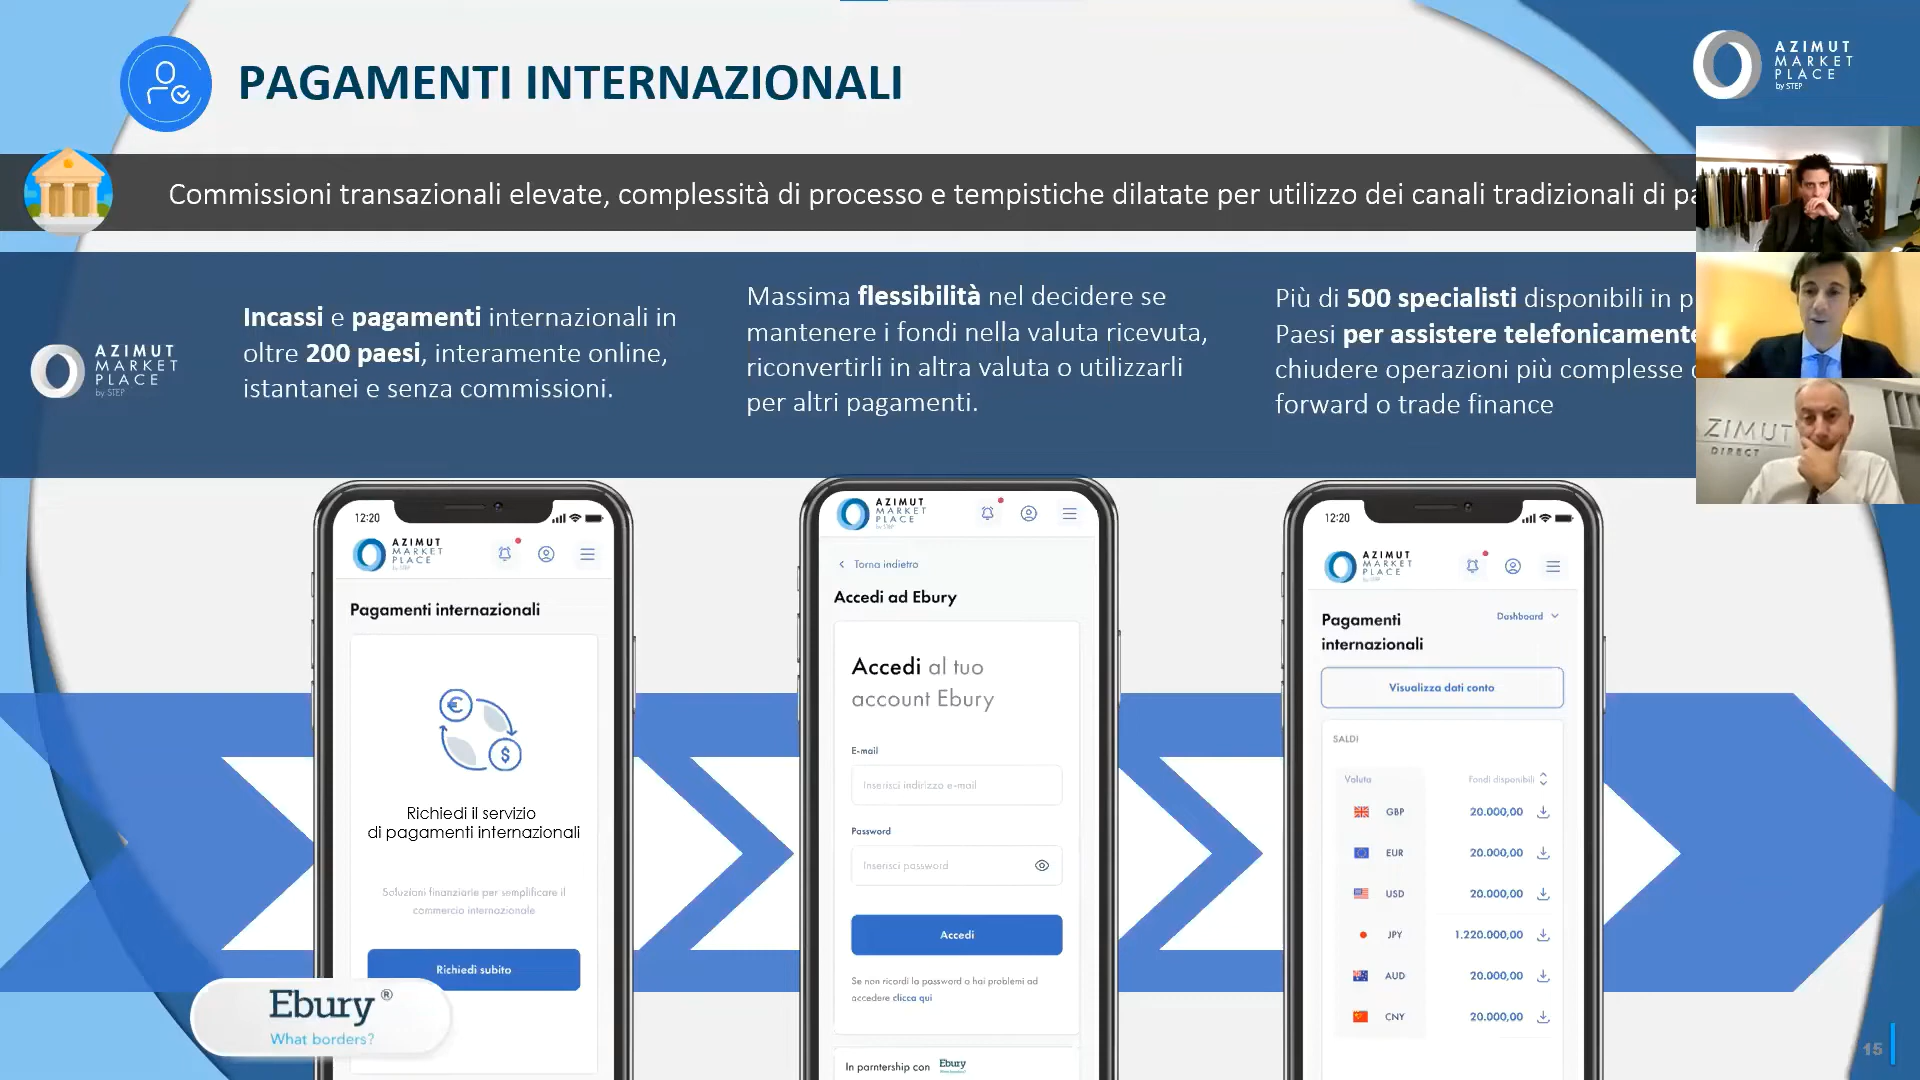 PAGAMENTI INTERNAZIONALI
AZIMUT
MARKET
PLACE
by STEP
Commissioni transazionali elevate, complessità di processo e tempistiche dilatate per utilizzo dei canali tradizionali di
AZIMUT
MARKET
PLACE
by STEP
Incassi e pagamenti internazionali in
oltre 200 paesi, interamente online,
istantanei e senza commissioni.
Massima flessibilità nel decidere se
mantenere i fondi nella valuta ricevuta,
riconvertirli in altra valuta o utilizzarli
per altri pagamenti.
Più di 500 specialisti disponibili in
Paesi per assistere telefonicamente
chiudere operazioni più complesse
forward o trade finance
AZIMUT
DIRECT
12:20
AZIMUT
MARKET
PLACE
by STEP
Pagamenti internazionali
€
$
Richiedi il servizio
di pagamenti internazionali
Soluzioni finanziarie per semplificare il
commercio internazionale
Richiedi subito
Ebury®
What borders?
AZIMUT
MARKET
PLACE
by STEP
Torna indietro
Accedi ad Ebury
Accedi al tuo
account Ebury
E-mail
Inserisci indirizzo e-mail
Password
Inserisci password
Accedi
Se non ricordi la password o hai problemi ad
accedere clicca qui
In parntership con Ebury
12:20
AZIMUT
MARKET
PLACE
by STEP
Pagamenti
internazionali
Dashboard
Visualizza dati conto
SALDI
Valuta Fondi disponibili
GBP 20.000,00
EUR 20.000,00
USD 20.000,00
JPY 1.220.000,00
AUD 20.000,00
CNY 20.000,00
15